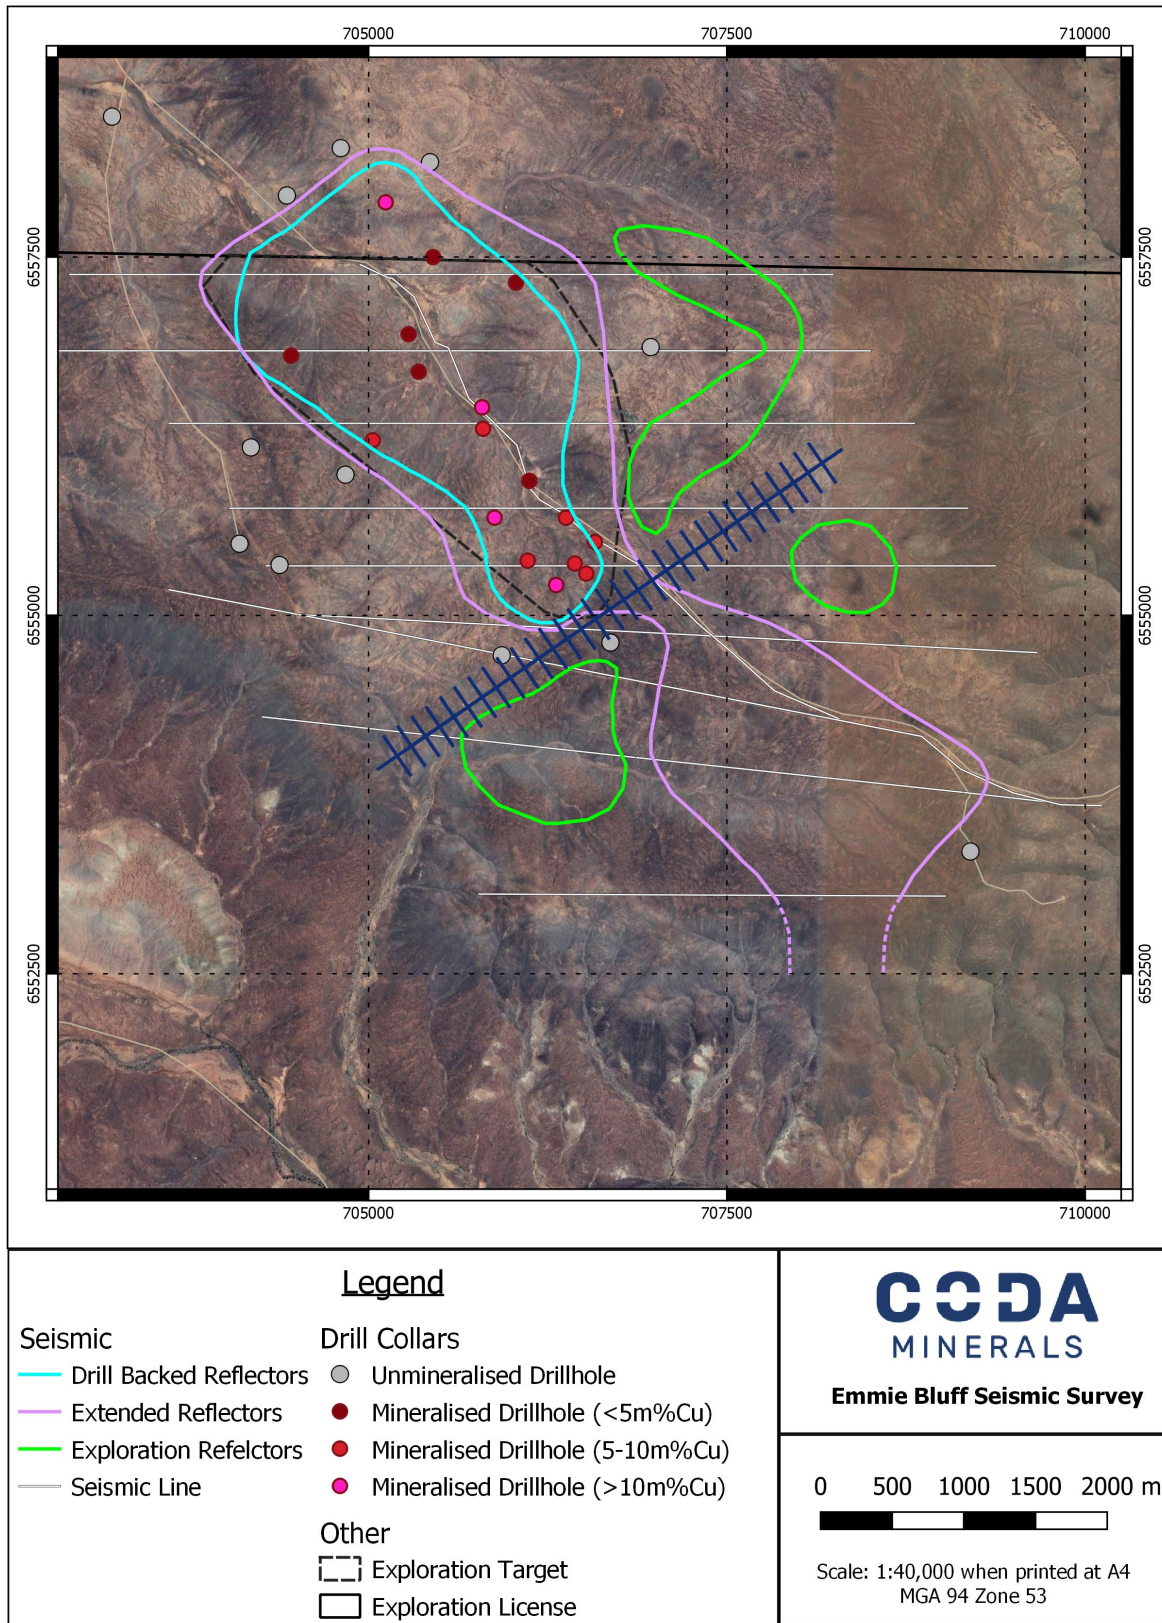 705000 707500 710000
6557500 6557500
6555000 6555000
6552500 6552500
705000 707500 710000
Legend
Seismic
Drill Backed Reflectors
Extended Reflectors
Exploration Refelctors
Seismic Line
Drill Collars
Unmineralised Drillhole
Mineralised Drillhole (<5m%Cu)
Mineralised Drillhole (5-10m%Cu)
Mineralised Drillhole (>10m%Cu)
Other
Exploration Target
Exploration License
CODA
MINERALS
Emmie Bluff Seismic Survey
0 500 1000 1500 2000 m
Scale: 1:40,000 when printed at A4
MGA 94 Zone 53